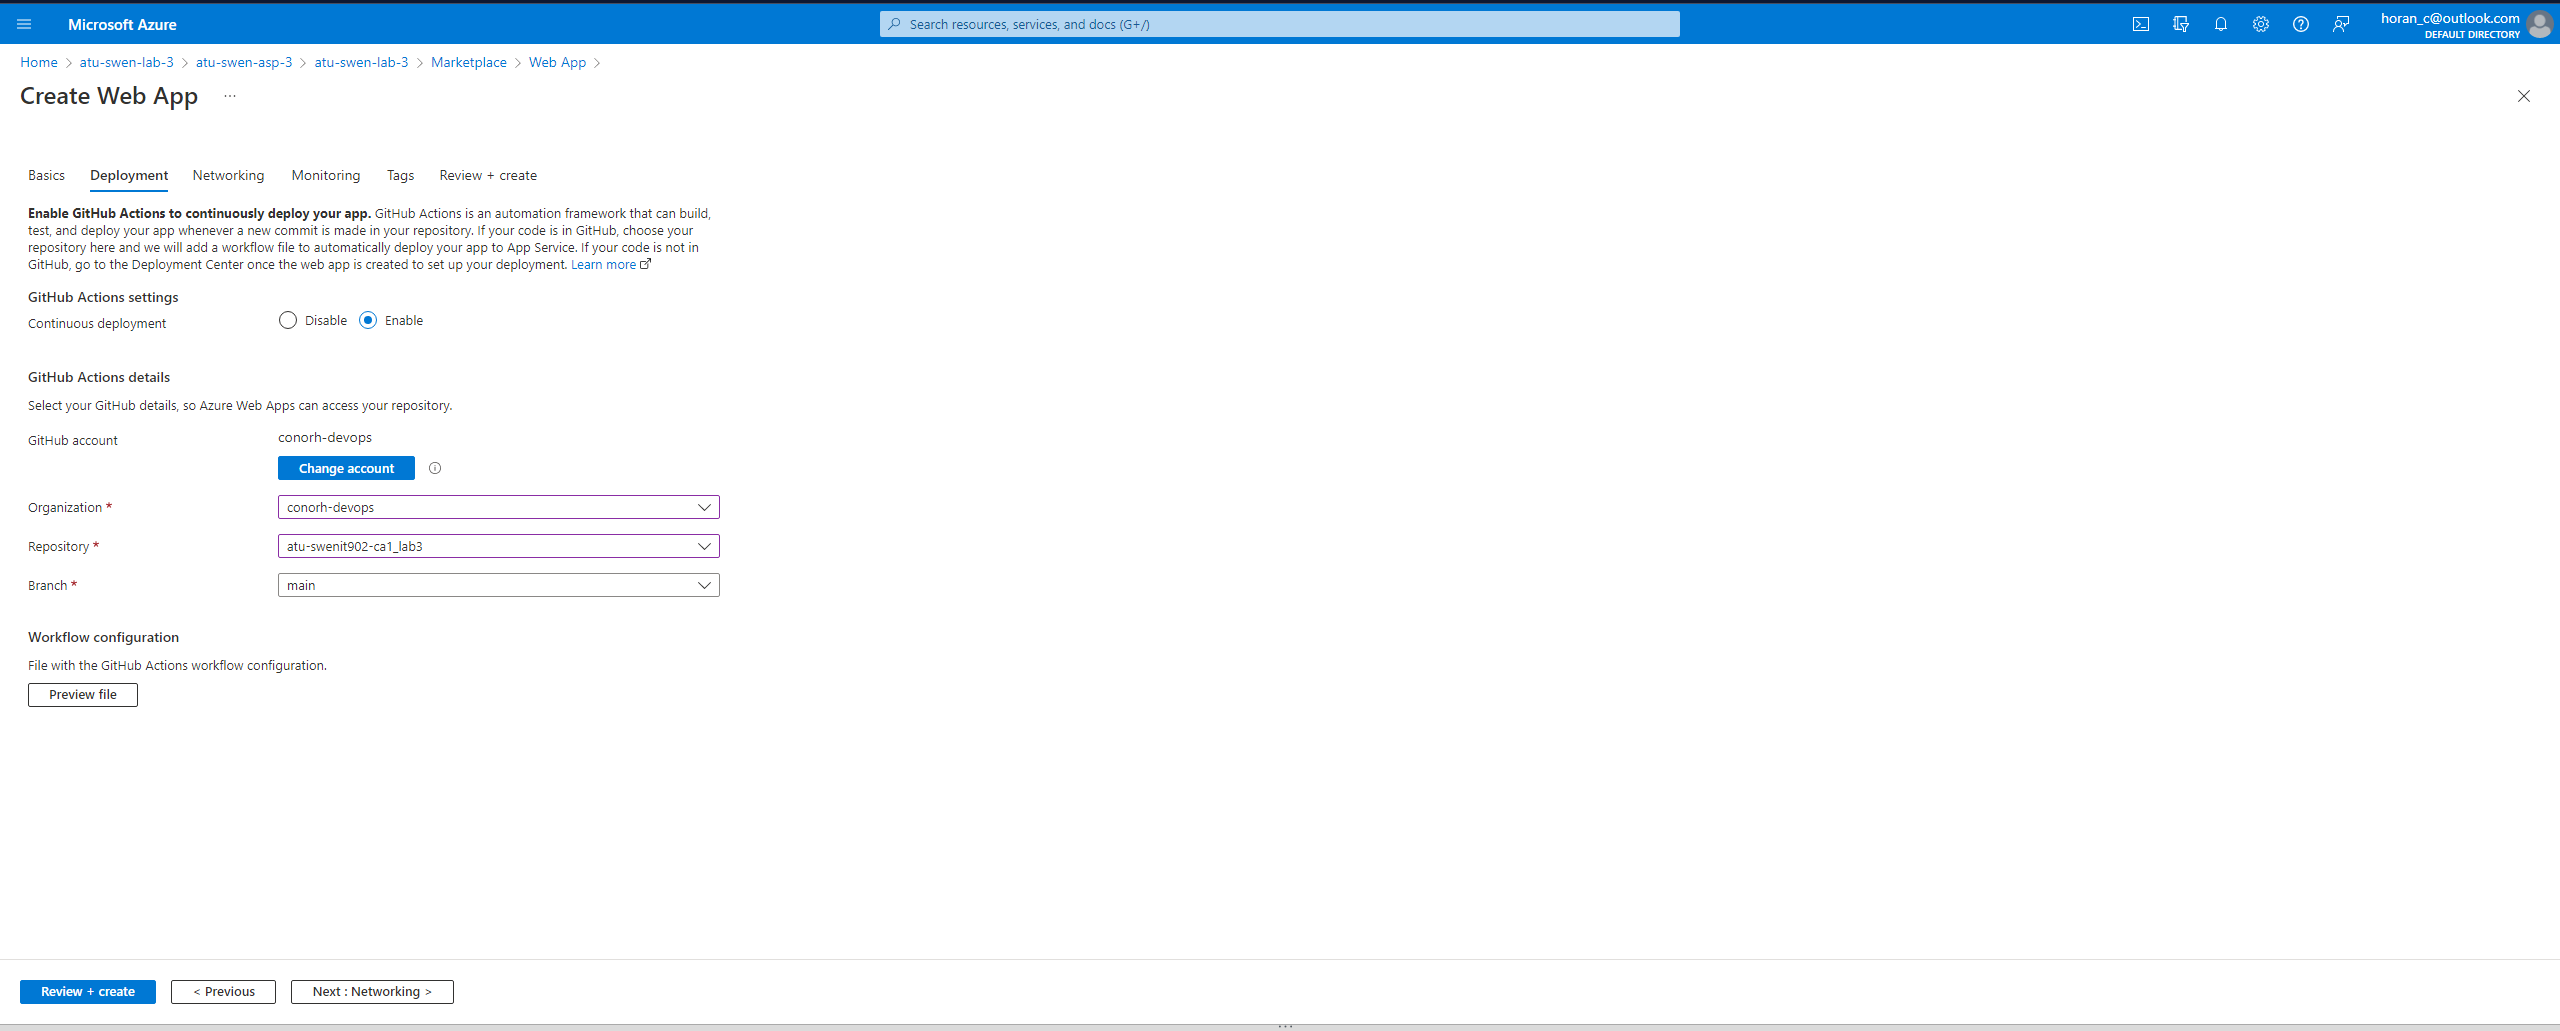 Microsoft Azure
Search resources, services, and docs (G+/)
horan_c@outlook.com
DEFAULT DIRECTORY
Home > atu-swen-lab-3 > atu-swen-asp-3 > atu-swen-lab-3 > Marketplace > Web App >
Create Web App ...
Basics Deployment Networking Monitoring Tags Review + create
Enable GitHub Actions to continuously deploy your app. GitHub Actions is an automation framework that can build,
test, and deploy your app whenever a new commit is made in your repository. If your code is in GitHub, choose your
repository here and we will add a workflow file to automatically deploy your app to App Service. If your code is not in
GitHub, go to the Deployment Center once the web app is created to set up your deployment. Learn more
GitHub Actions settings
Continuous deployment Disable Enable
GitHub Actions details
Select your GitHub details, so Azure Web Apps can access your repository.
GitHub account conorh-devops
Change account
Organization * conorh-devops
Repository * atu-swenit902-ca1_lab3
Branch * main
Workflow configuration
File with the GitHub Actions workflow configuration.
Preview file
Review + create < Previous Next : Networking >